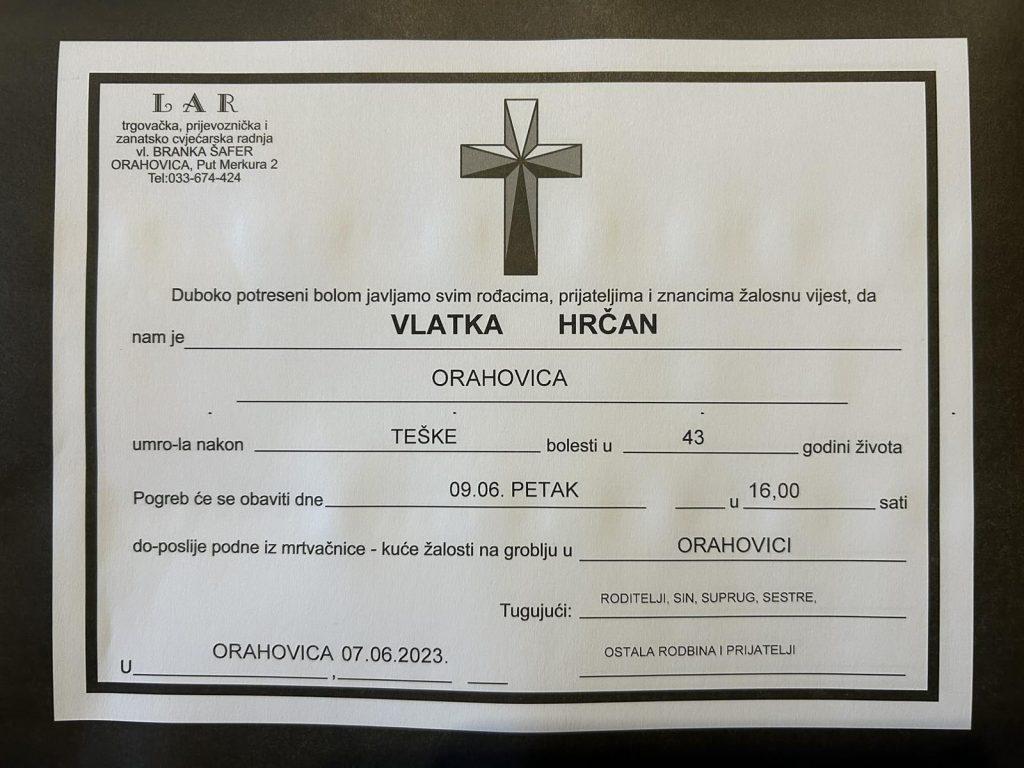 LAR
trgovačka, prijevoznička i
zanatsko cvjećarska radnja
vl. BRANKA ŠAFER
ORAHOVICA, Put Merkura 2
Tel:033-674-424
Duboko potreseni bolom javljamo svim rođacima, prijateljima i znancima žalosnu vijest, da
nam je VLATKA HRČAN
ORAHOVICA
umro-la nakon TEŠKE bolesti u 43 godini života
Pogreb će se obaviti dne 09.06. PETAK u 16,00 sati
do-poslije podne iz mrtvačnice - kuće žalosti na groblju u ORAHOVICI
Tugujući: RODITELJI, SIN, SUPRUG, SESTRE,
OSTALA RODBINA I PRIJATELJI
U ORAHOVICA, 07.06.2023.